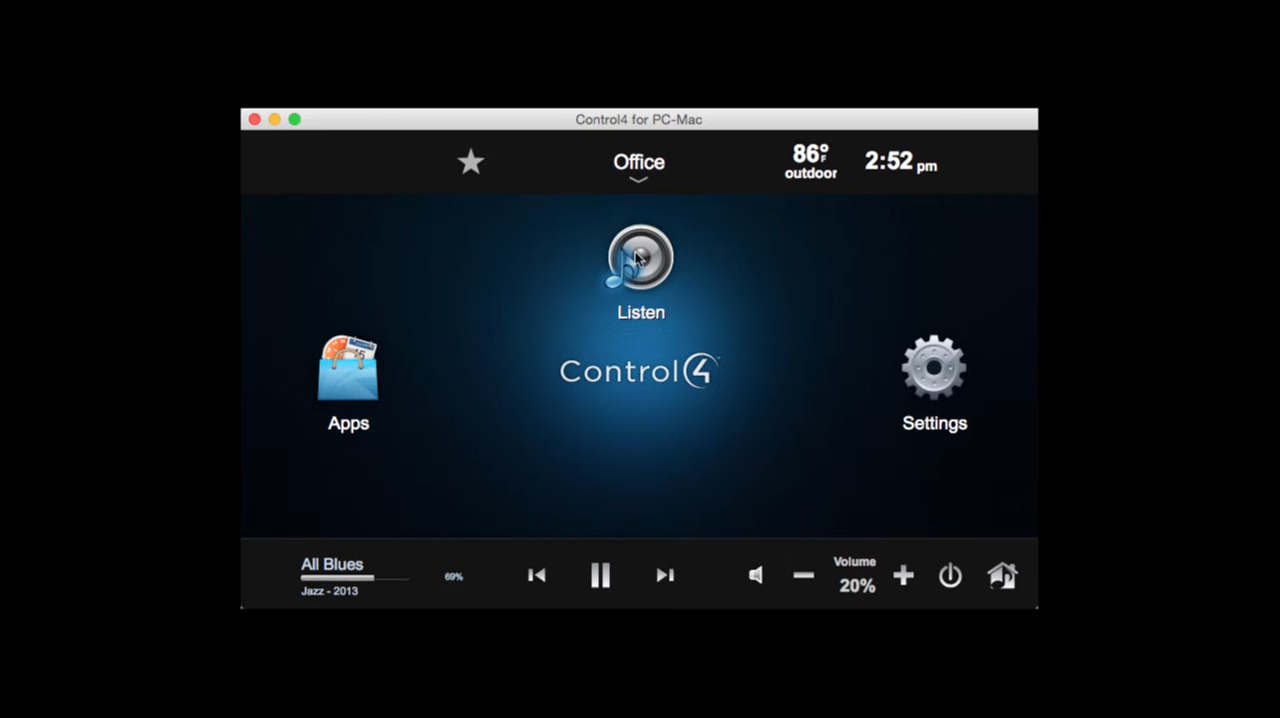 Control4 for PC-Mac
Office
86°F
outdoor
2:52 pm
Listen
Control4
Apps
Settings
All Blues
69%
Jazz - 2013
Volume
20%